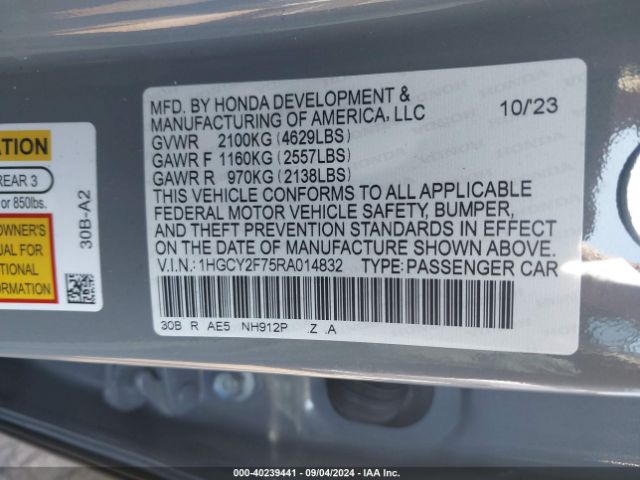 ATION
REAR 3
or 850lbs.
OWNER'S
UAL FOR
TIONAL
RMATION
30B-A2
MFD. BY HONDA DEVELOPMENT &
MANUFACTURING OF AMERICA, LLC 10/23
GVWR 2100KG (4629LBS)
GAWR F 1160KG (2557LBS)
GAWR R 970KG (2138LBS)
THIS VEHICLE CONFORMS TO ALL APPLICABLE
FEDERAL MOTOR VEHICLE SAFETY, BUMPER,
AND THEFT PREVENTION STANDARDS IN EFFECT
ON THE DATE OF MANUFACTURE SHOWN ABOVE.
V.I.N.: 1HGCY2F75RA014832 TYPE: PASSENGER CAR
30B R AE5 NH912P .Z .A
000-40239441 - 09/04/2024 - IAA Inc.